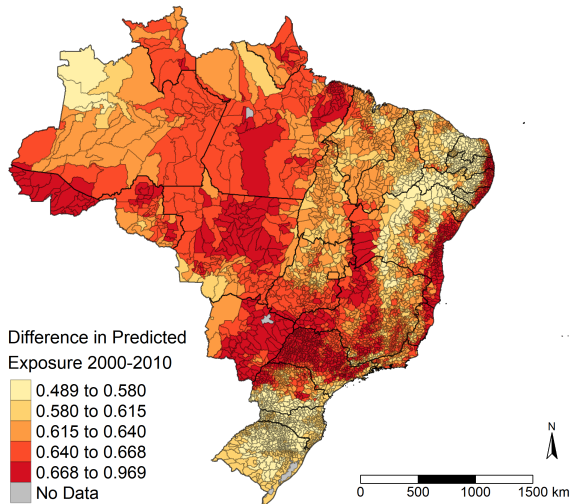 Difference in Predicted
Exposure 2000-2010
0.489 to 0.580
0.580 to 0.615
0.615 to 0.640
0.640 to 0.668
0.668 to 0.969
No Data
N
0 500 1000 1500 km